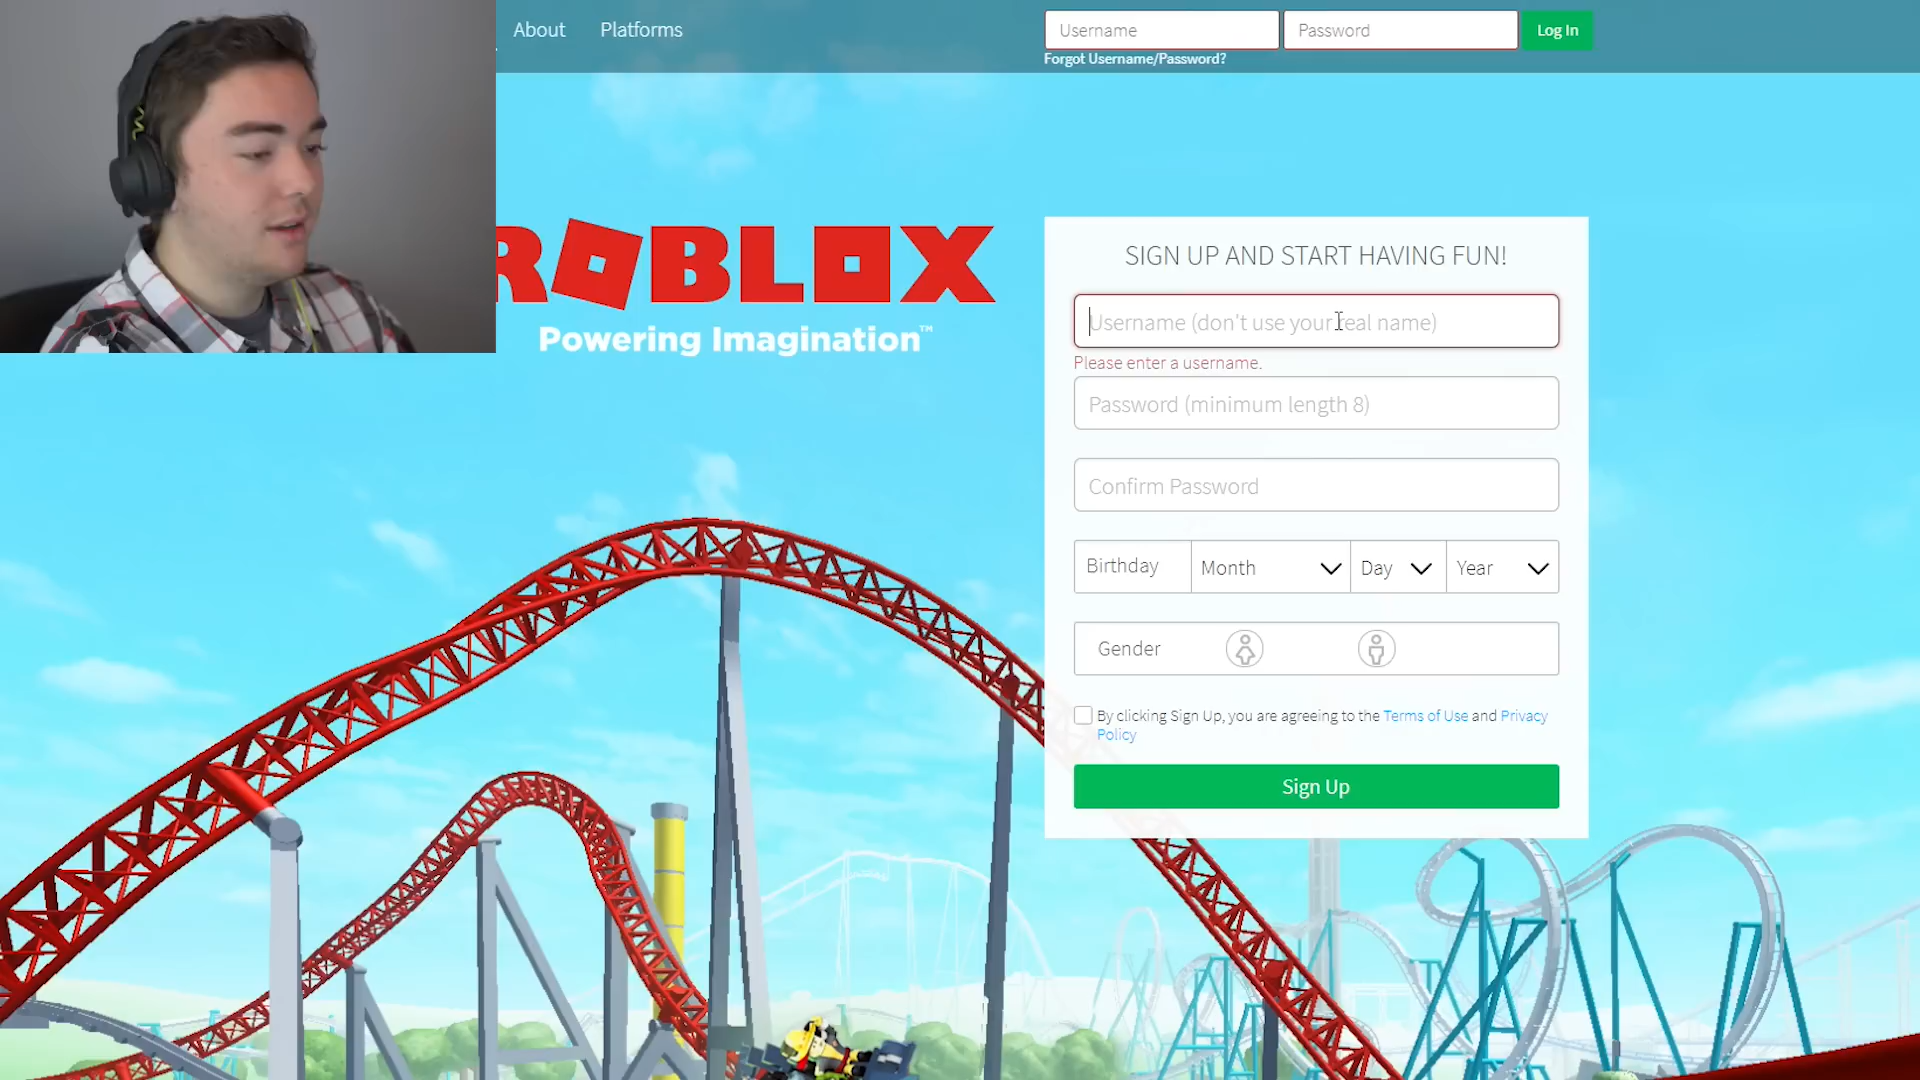 About
Platforms
Username
Password
Log In
Forgot Username/Password?
ROBLOX
Powering Imagination™
SIGN UP AND START HAVING FUN!
Username (don't use your real name)
Please enter a username.
Password (minimum length 8)
Confirm Password
Birthday
Month
Day
Year
Gender
By clicking Sign Up, you are agreeing to the Terms of Use and Privacy
Policy
Sign Up